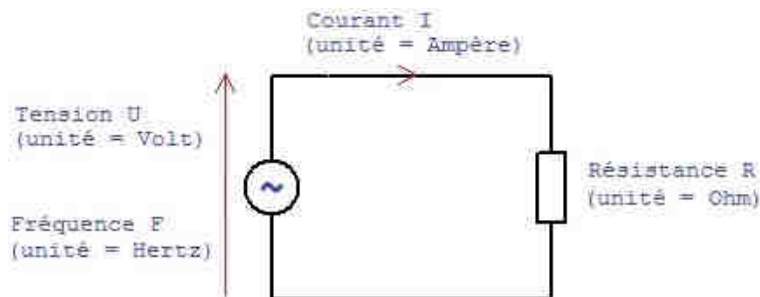 Courant I
(unité = Ampère)
Tension U
(unité = Volt)
~
Résistance R
(unité = Ohm)
Fréquence F
(unité = Hertz)